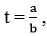 t = a/b ,